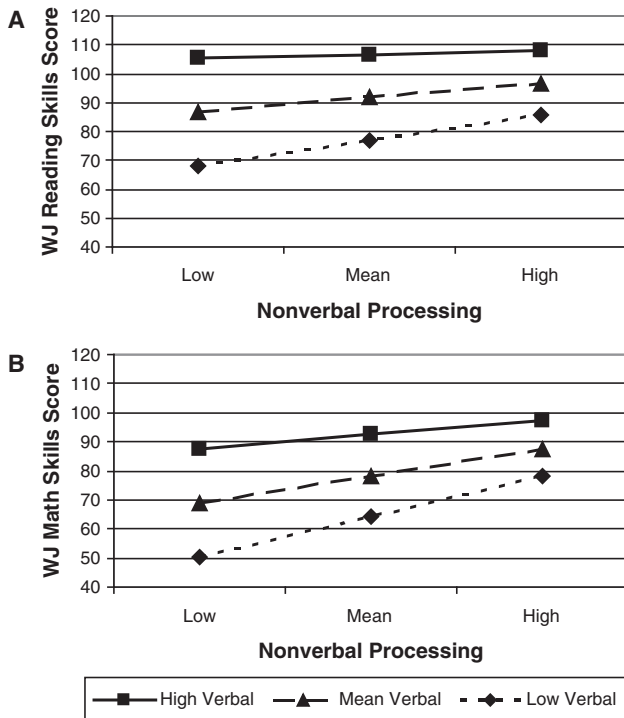 A
WJ Reading Skills Score
120
110
100
90
80
70
60
50
40
Low
Mean
High
Nonverbal Processing
B
WJ Math Skills Score
120
110
100
90
80
70
60
50
40
Low
Mean
High
Nonverbal Processing
High Verbal
Mean Verbal
Low Verbal